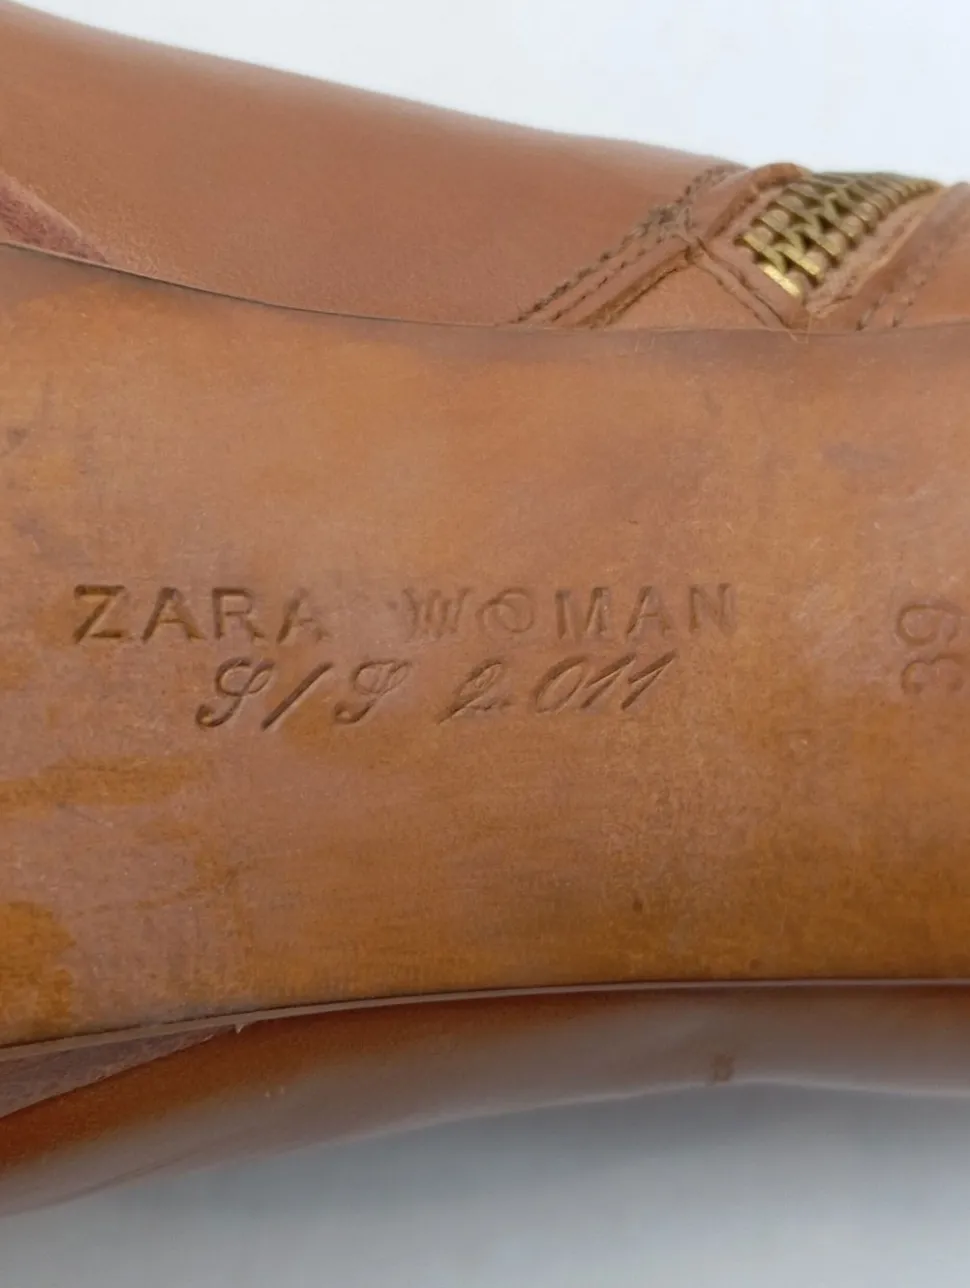 ZARA WOMAN
S/S 2.011
39